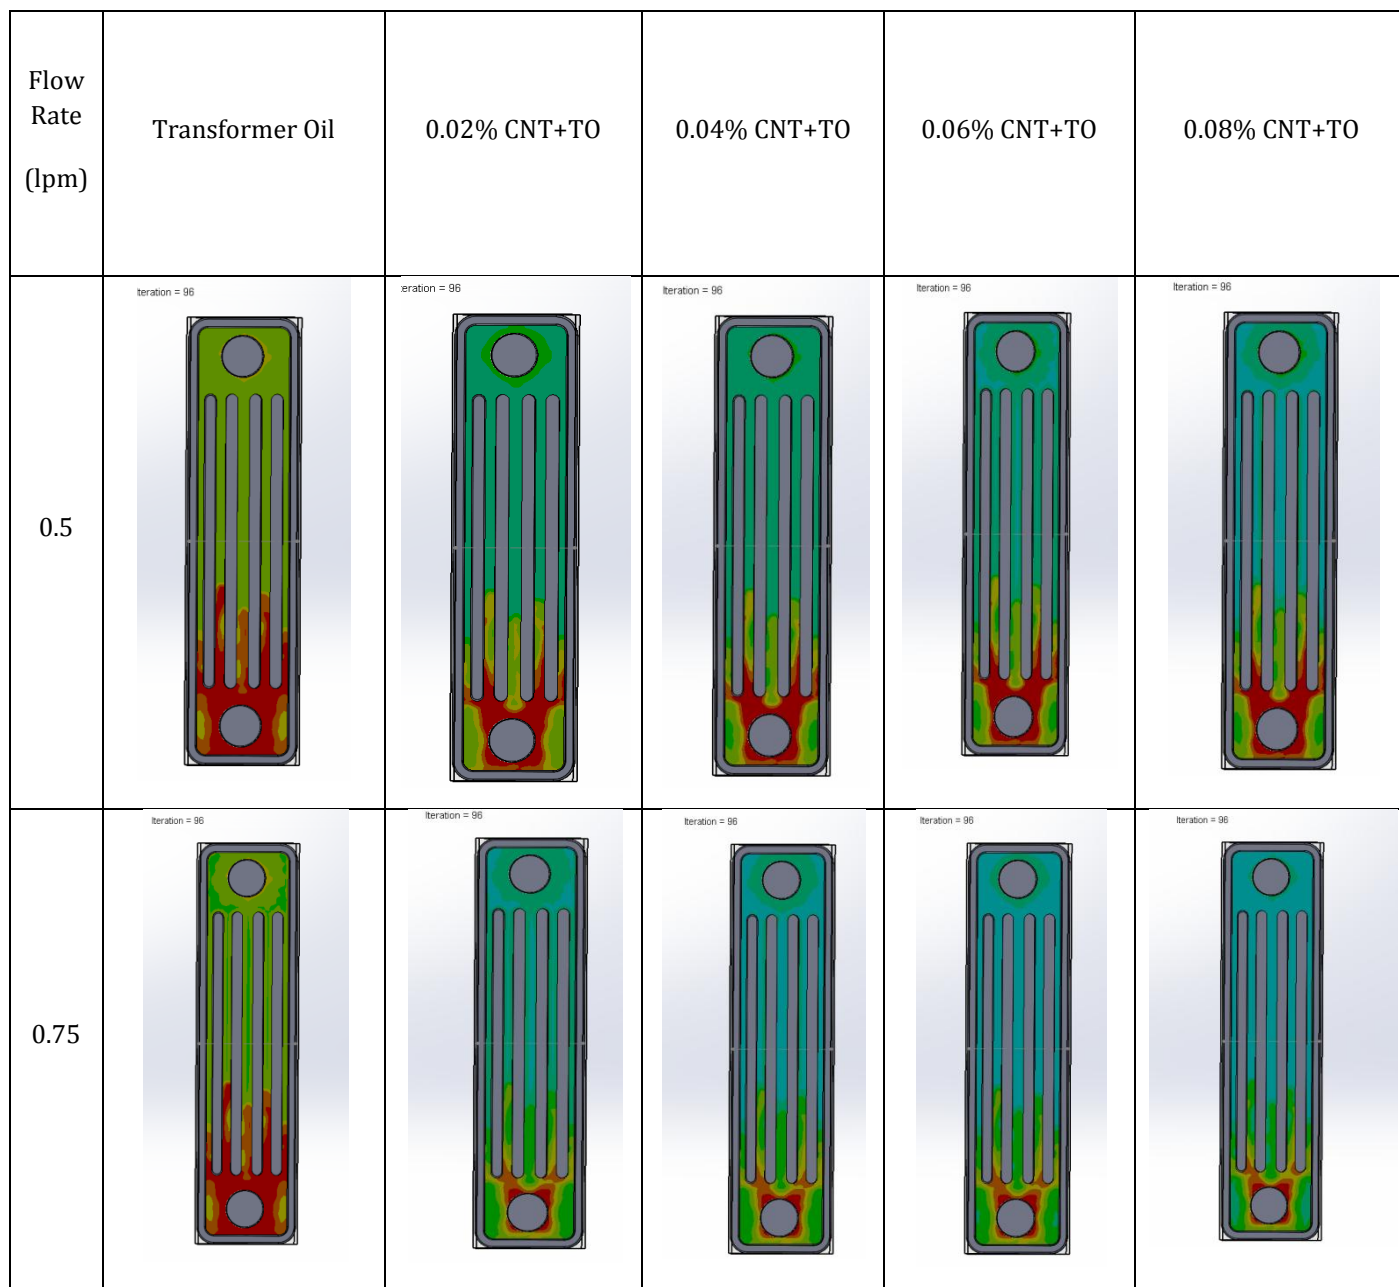 Flow
Rate
(lpm)
Transformer Oil
0.02% CNT+TO
0.04% CNT+TO
0.06% CNT+TO
0.08% CNT+TO
0.5
Iteration = 96
eration = 96
Iteration = 96
Iteration = 96
Iteration = 96
0.75
Iteration = 96
Iteration = 96
Iteration = 96
Iteration = 96
Iteration = 96